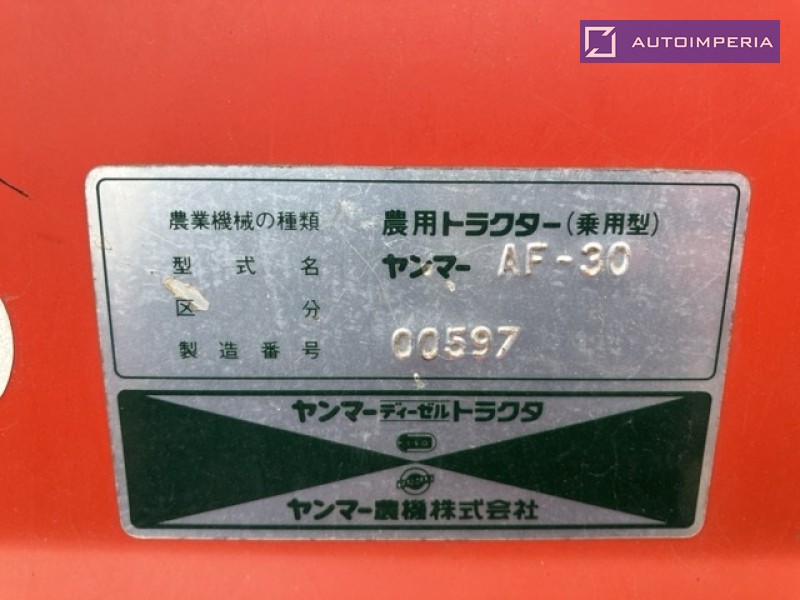 AUTOIMPERIA
農業機械の種類 農用トラクター(乗用型)
型式名 ヤンマー AF-30
区分
製造番号 00597
ヤンマーディーゼルトラクタ
ヤンマー農機株式会社